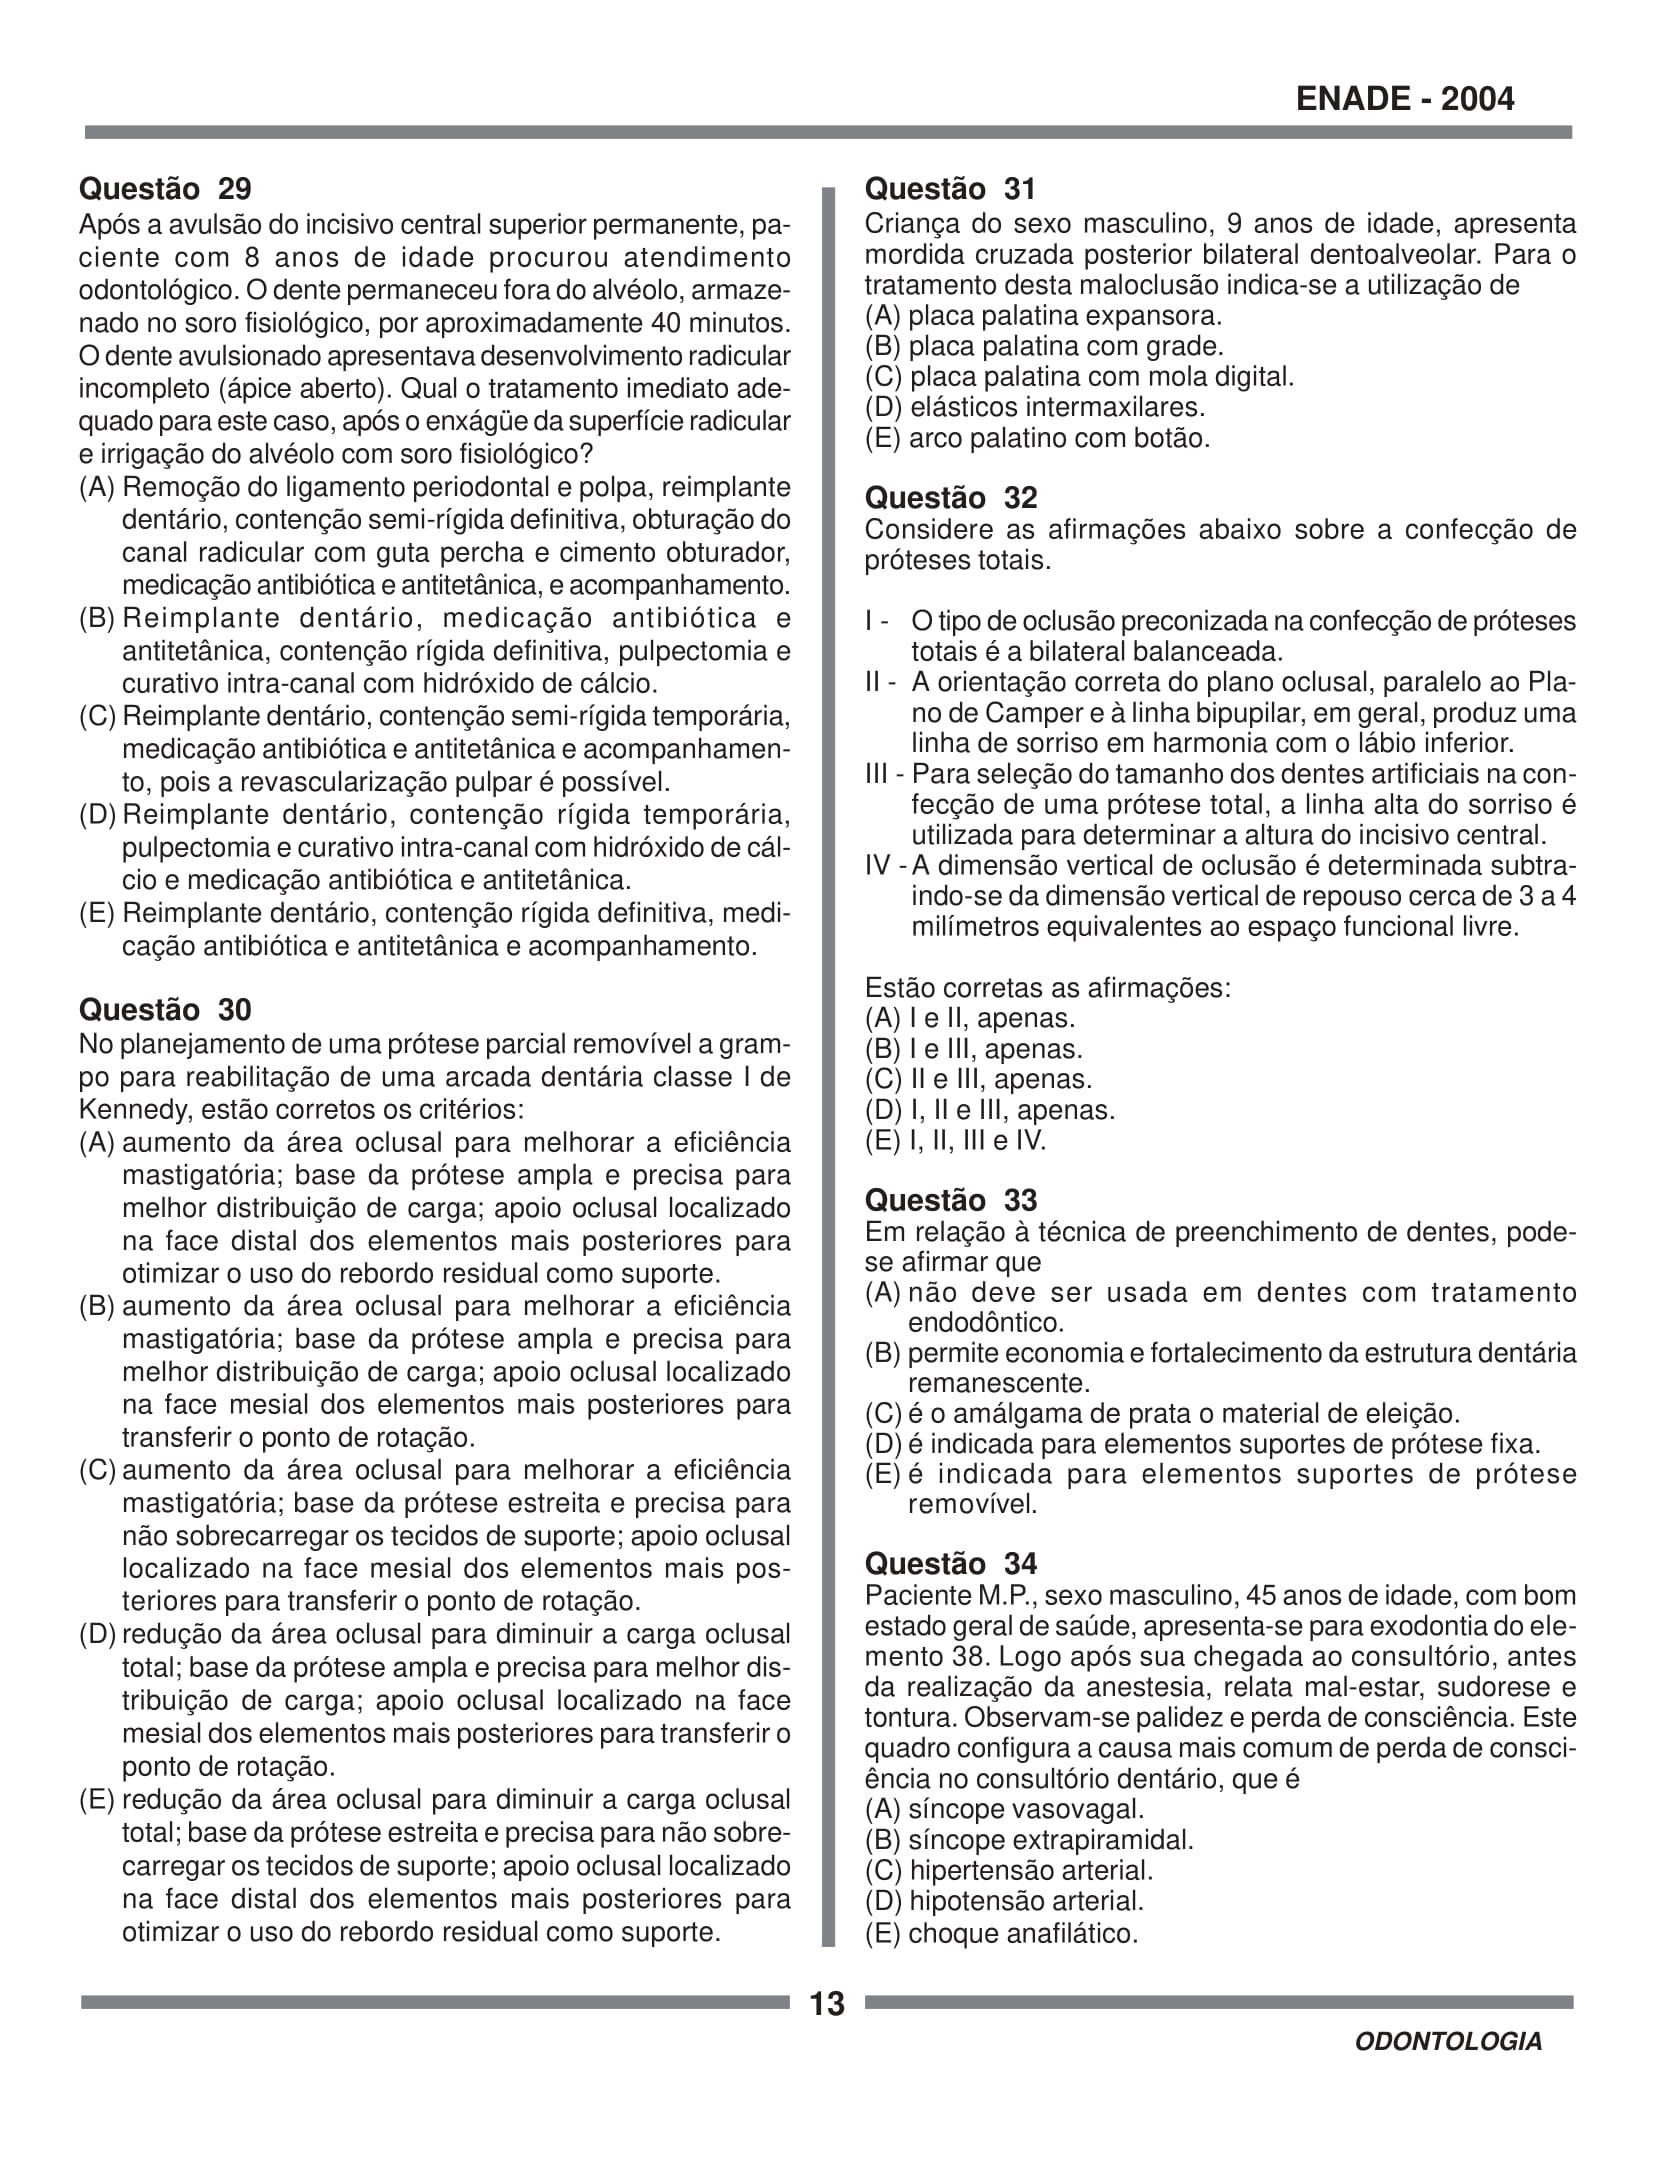 ENADE - 2004
Questão 29
Após a avulsão do incisivo central superior permanente, pa-
ciente com 8 anos de idade procurou atendimento
odontológico. O dente permaneceu fora do alvéolo, armaze-
nado no soro fisiológico, por aproximadamente 40 minutos.
O dente avulsionado apresentava desenvolvimento radicular
incompleto (ápice aberto). Qual o tratamento imediato ade-
quado para este caso, após o enxágüe da superfície radicular
e irrigação do alvéolo com soro fisiológico?
(A) Remoção do ligamento periodontal e polpa, reimplante
dentário, contenção semi-rígida definitiva, obturação do
canal radicular com guta percha e cimento obturador,
medicação antibiótica e antitetânica, e acompanhamento.
(B) Reimplante dentário, medicação antibiótica e
antitetânica, contenção rígida definitiva, pulpectomia e
curativo intra-canal com hidróxido de cálcio.
(C) Reimplante dentário, contenção semi-rígida temporária,
medicação antibiótica e antitetânica e acompanhamen-
to, pois a revascularização pulpar é possível.
(D) Reimplante dentário, contenção rígida temporária,
pulpectomia e curativo intra-canal com hidróxido de cál-
cio e medicação antibiótica e antitetânica.
(E) Reimplante dentário, contenção rígida definitiva, medi-
cação antibiótica e antitetânica e acompanhamento.
Questão 30
No planejamento de uma prótese parcial removível a gram-
po para reabilitação de uma arcada dentária classe I de
Kennedy, estão corretos os critérios:
(A) aumento da área oclusal para melhorar a eficiência
mastigatória; base da prótese ampla e precisa para
melhor distribuição de carga; apoio oclusal localizado
na face distal dos elementos mais posteriores para
otimizar o uso do rebordo residual como suporte.
(B) aumento da área oclusal para melhorar a eficiência
mastigatória; base da prótese ampla e precisa para
melhor distribuição de carga; apoio oclusal localizado
na face mesial dos elementos mais posteriores para
transferir o ponto de rotação.
(C) aumento da área oclusal para melhorar a eficiência
mastigatória; base da prótese estreita e precisa para
não sobrecarregar os tecidos de suporte; apoio oclusal
localizado na face mesial dos elementos mais pos-
teriores para transferir o ponto de rotação.
(D) redução da área oclusal para diminuir a carga oclusal
total; base da prótese ampla e precisa para melhor dis-
tribuição de carga; apoio oclusal localizado na face
mesial dos elementos mais posteriores para transferir o
ponto de rotação.
(E) redução da área oclusal para diminuir a carga oclusal
total; base da prótese estreita e precisa para não sobre-
carregar os tecidos de suporte; apoio oclusal localizado
na face distal dos elementos mais posteriores para
otimizar o uso do rebordo residual como suporte.
Questão 31
Criança do sexo masculino, 9 anos de idade, apresenta
mordida cruzada posterior bilateral dentoalveolar. Para o
tratamento desta maloclusão indica-se a utilização de
(A) placa palatina expansora.
(B) placa palatina com grade.
(C) placa palatina com mola digital.
(D) elásticos intermaxilares.
(E) arco palatino com botão.
Questão 32
Considere as afirmações abaixo sobre a confecção de
próteses totais.
I - O tipo de oclusão preconizada na confecção de próteses
totais é a bilateral balanceada.
II - A orientação correta do plano oclusal, paralelo ao Pla-
no de Camper e à linha bipupilar, em geral, produz uma
linha de sorriso em harmonia com o lábio inferior.
III - Para seleção do tamanho dos dentes artificiais na con-
fecção de uma prótese total, a linha alta do sorriso é
utilizada para determinar a altura do incisivo central.
IV - A dimensão vertical de oclusão é determinada subtra-
indo-se da dimensão vertical de repouso cerca de 3 a 4
milímetros equivalentes ao espaço funcional livre.
Estão corretas as afirmações:
(A) I e II, apenas.
(B) I e III, apenas.
(C) II e III, apenas.
(D) I, II e III, apenas.
(E) I, II, III e IV.
Questão 33
Em relação à técnica de preenchimento de dentes, pode-
se afirmar que
(A) não deve ser usada em dentes com tratamento
endodôntico.
(B) permite economia e fortalecimento da estrutura dentária
remanescente.
(C) é o amálgama de prata o material de eleição.
(D) é indicada para elementos suportes de prótese fixa.
(E) é indicada para elementos suportes de prótese
removível.
Questão 34
Paciente M.P., sexo masculino, 45 anos de idade, com bom
estado geral de saúde, apresenta-se para exodontia do ele-
mento 38. Logo após sua chegada ao consultório, antes
da realização da anestesia, relata mal-estar, sudorese e
tontura. Observam-se palidez e perda de consciência. Este
quadro configura a causa mais comum de perda de consci-
ência no consultório dentário, que é
(A) síncope vasovagal.
(B) síncope extrapiramidal.
(C) hipertensão arterial.
(D) hipotensão arterial.
(E) choque anafilático.
13
ODONTOLOGIA